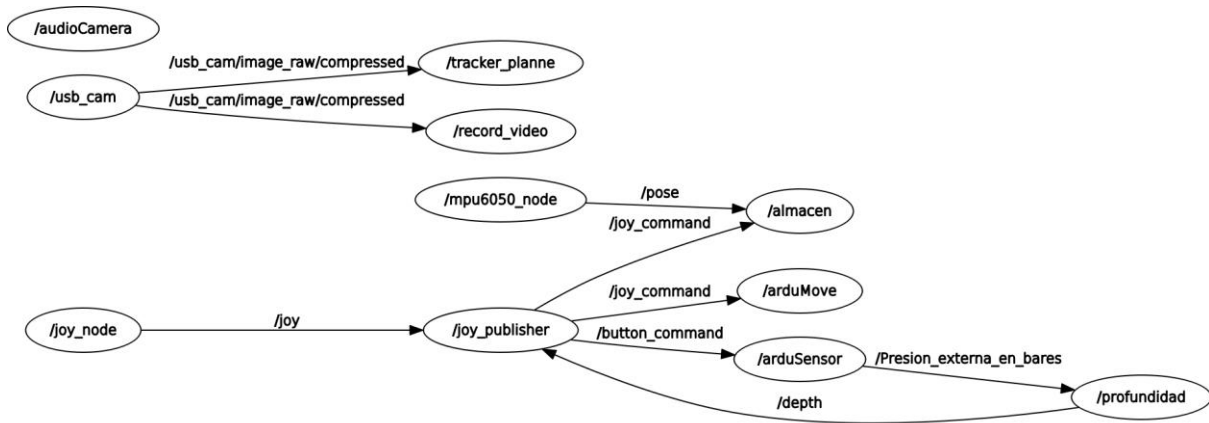 /audioCamera
/usb_cam/image_raw/compressed
/tracker_planne
/usb_cam
/usb_cam/image_raw/compressed
/record_video
/mpu6050_node
/pose
/almacen
/joy_command
/joy_command
/arduMove
/joy_node
/joy
/joy_publisher
/button_command
/arduSensor
/Presion_externa_en_bares
/depth
/profundidad